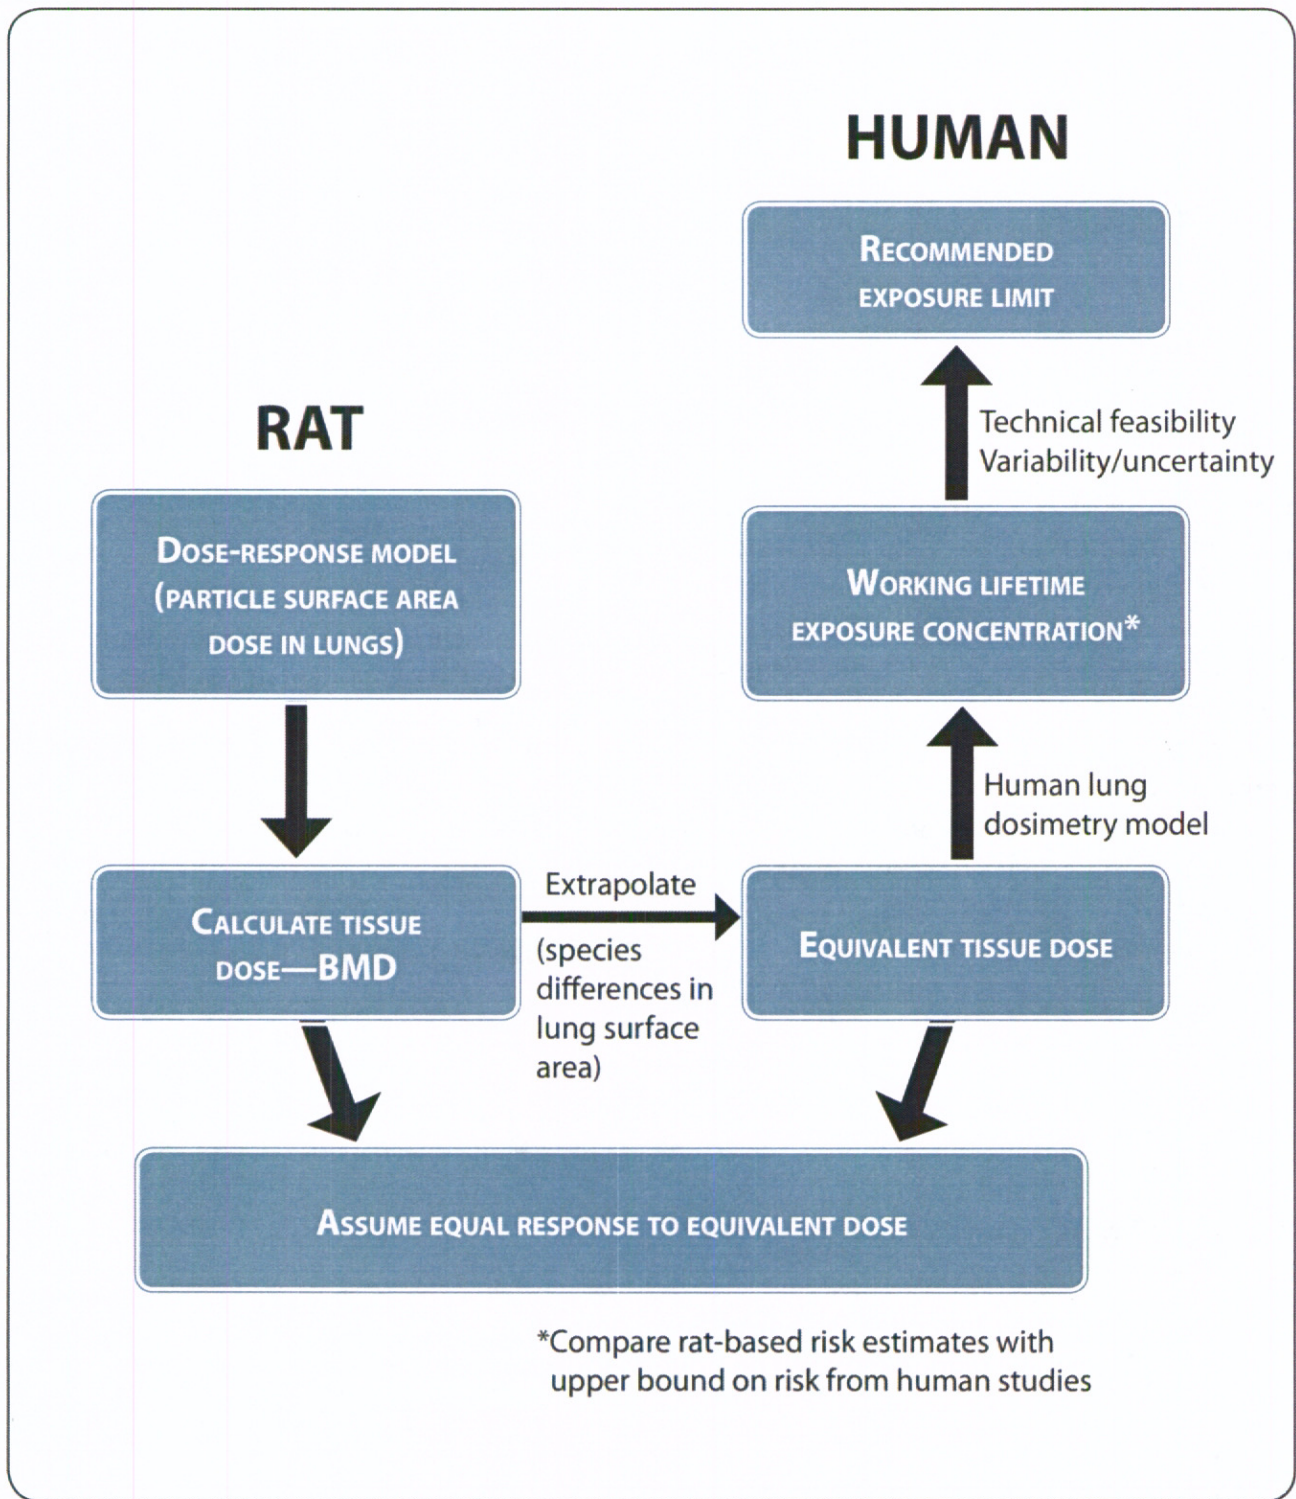 HUMAN
RECOMMENDED
EXPOSURE LIMIT
Technical feasibility
Variability/uncertainty
RAT
DOSE-RESPONSE MODEL
(PARTICLE SURFACE AREA
DOSE IN LUNGS)
WORKING LIFETIME
EXPOSURE CONCENTRATION*
Human lung
dosimetry model
CALCULATE TISSUE
DOSE—BMD
Extrapolate
(species
differences in
lung surface
area)
EQUIVALENT TISSUE DOSE
ASSUME EQUAL RESPONSE TO EQUIVALENT DOSE
*Compare rat-based risk estimates with
upper bound on risk from human studies